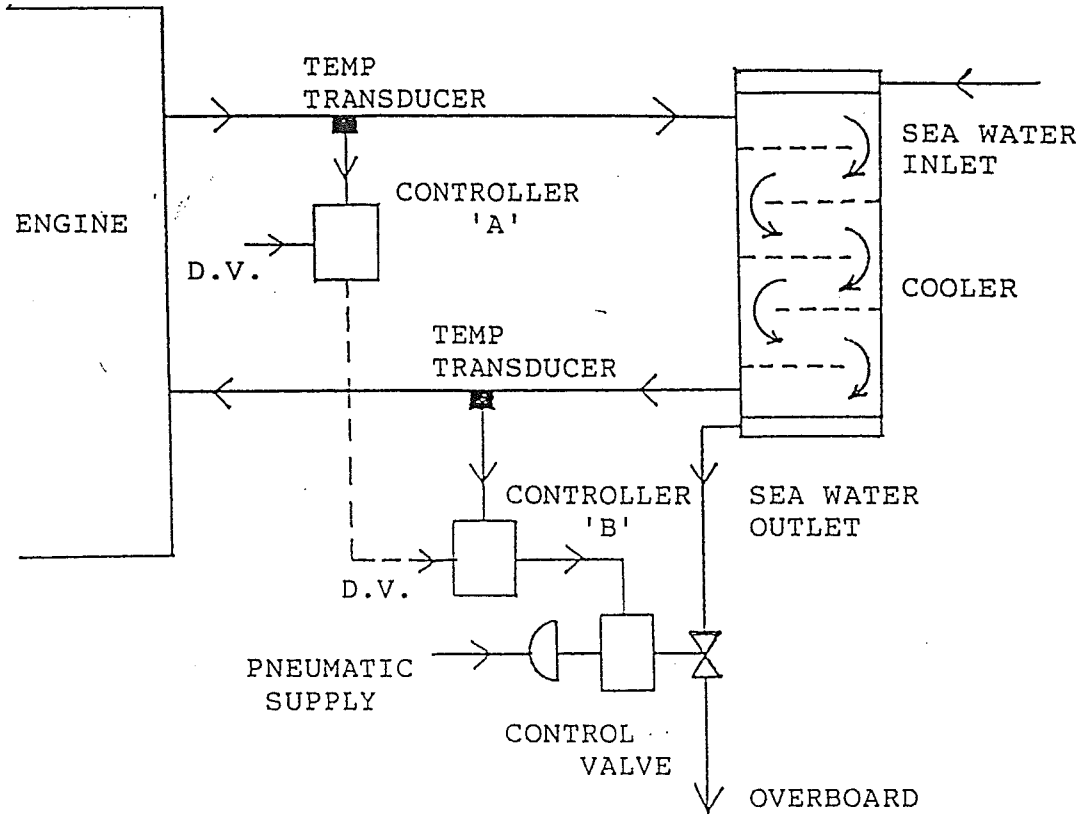 TEMP
TRANSDUCER
SEA WATER
INLET
CONTROLLER
'A'
ENGINE
D.V.
COOLER
TEMP
TRANSDUCER
CONTROLLER
'B'
SEA WATER
OUTLET
D.V.
PNEUMATIC
SUPPLY
CONTROL
VALVE
OVERBOARD